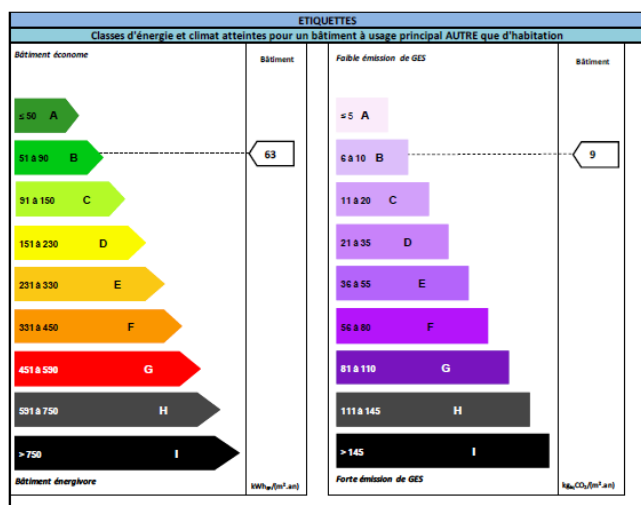 ETIQUETTES
Classes d'énergie et climat atteintes pour un bâtiment à usage principal AUTRE que d'habitation
Bâtiment économe
Bâtiment
≤ 50 A
51 à 90 B
63
91 à 150 C
151 à 230 D
231 à 330 E
331 à 450 F
451 à 590 G
591 à 750 H
> 750 I
Bâtiment énergivore
kWhep/(m².an)
Faible émission de GES
Bâtiment
≤ 5 A
6 à 10 B
9
11 à 20 C
21 à 35 D
36 à 55 E
56 à 80 F
81 à 110 G
111 à 145 H
> 145 I
Forte émission de GES
kgéqCO₂/(m².an)